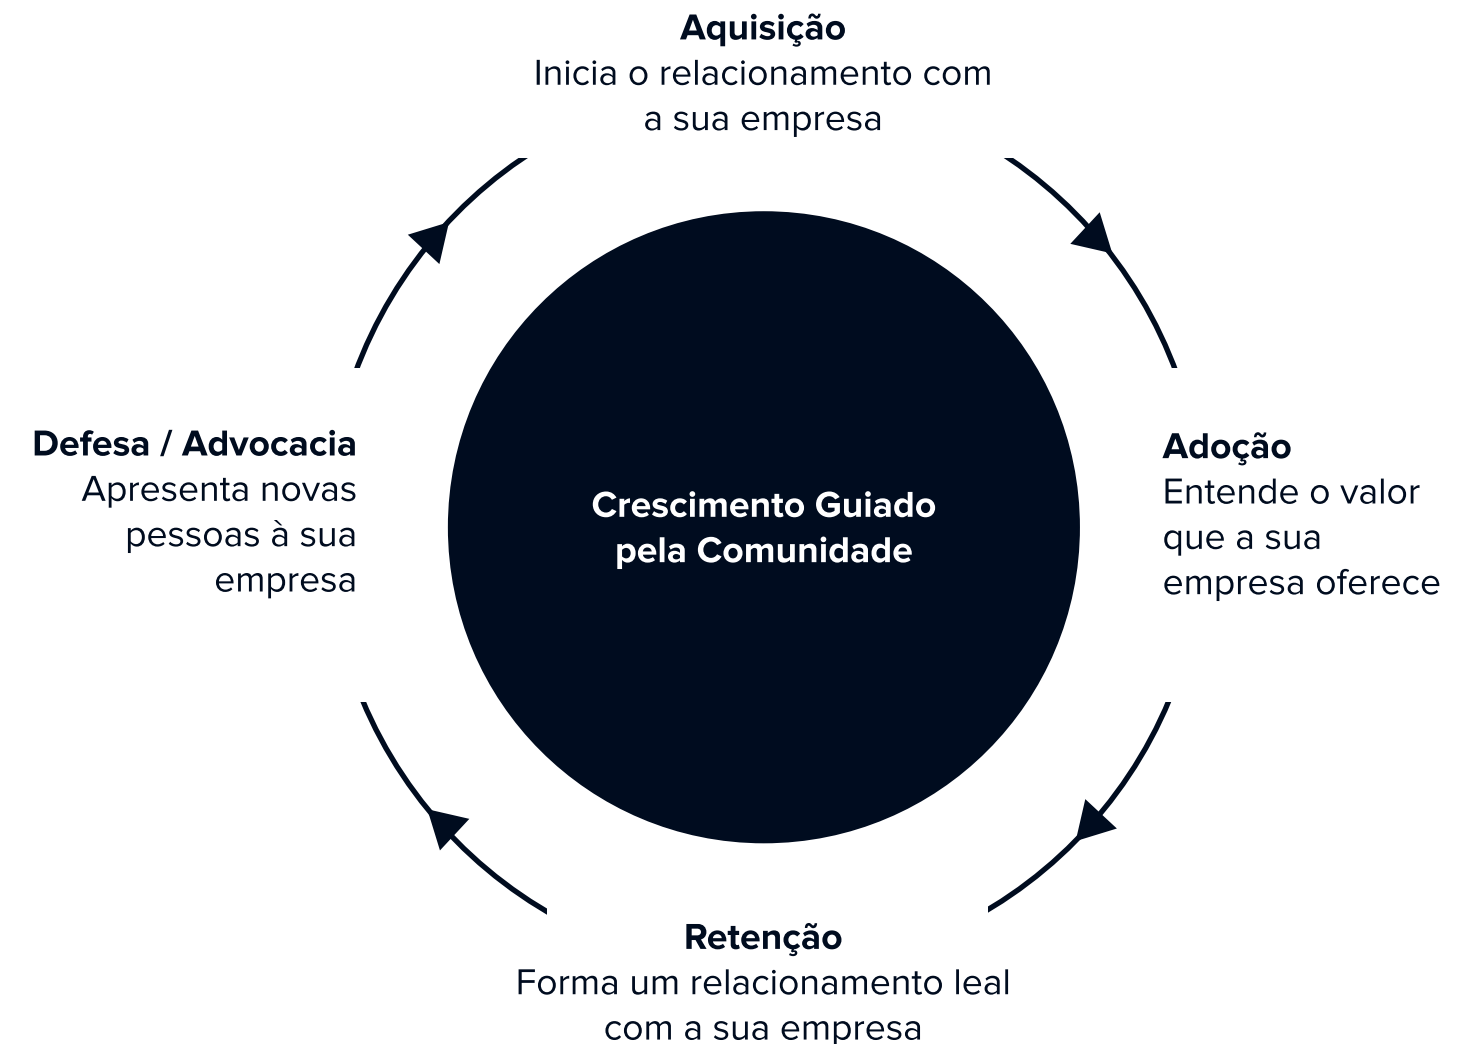 Aquisição
Inicia o relacionamento com
a sua empresa
Defesa / Advocacia
Apresenta novas
pessoas à sua
empresa
Crescimento Guiado
pela Comunidade
Adoção
Entende o valor
que a sua
empresa oferece
Retenção
Forma um relacionamento leal
com a sua empresa